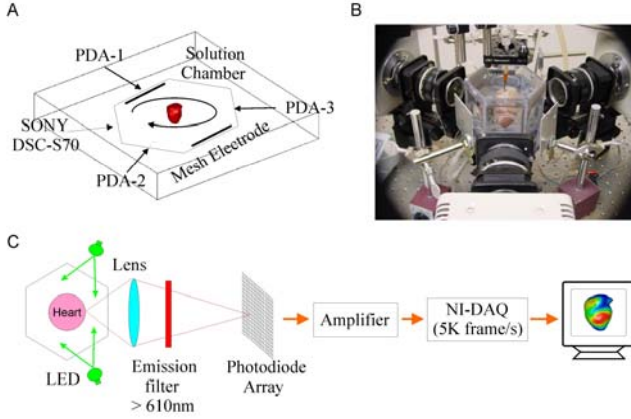 A
PDA-1
Solution
Chamber
PDA-3
SONY
DSC-S70
PDA-2
Mesh Electrode
B
C
Lens
Heart
LED
Emission
filter
> 610nm
Photodiode
Array
Amplifier
NI-DAQ
(5K frame/s)